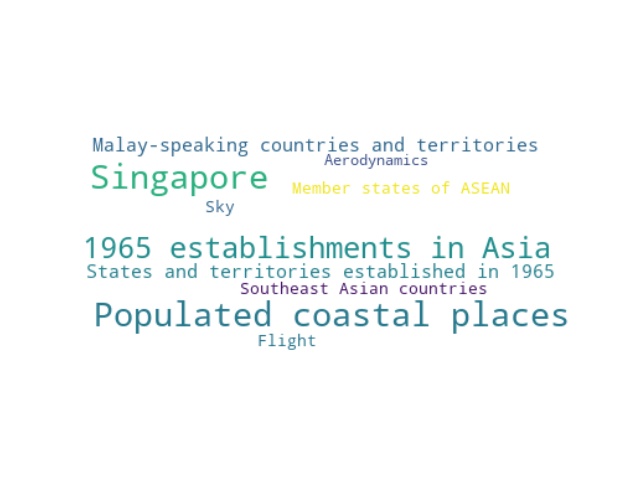 Malay-speaking countries and territories
Aerodynamics
Singapore
Member states of ASEAN
Sky
1965 establishments in Asia
States and territories established in 1965
Southeast Asian countries
Populated coastal places
Flight